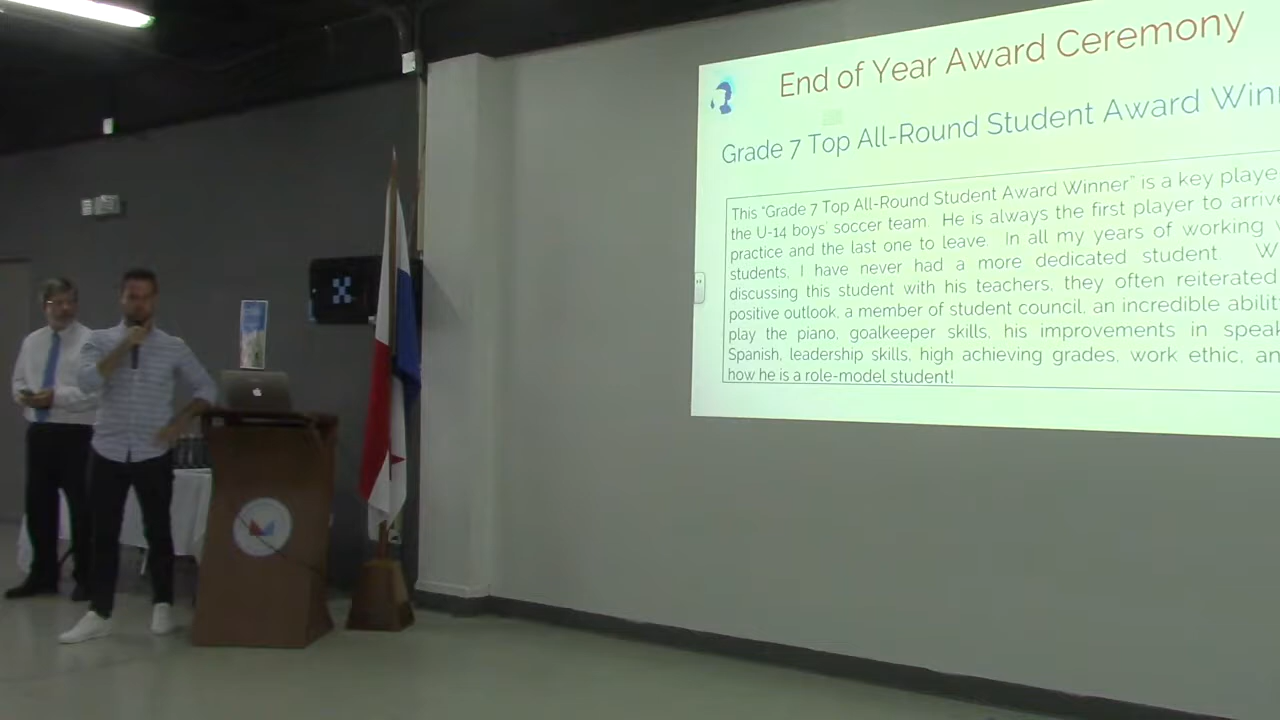 End of Year Award Ceremony
Grade 7 Top All-Round Student Award Winn
This "Grade 7 Top All-Round Student Award Winner" is a key playe
the U-14 boys' soccer team. He is always the first player to arrive
practice and the last one to leave. In all my years of working
students, I have never had a more dedicated student. W
discussing this student with his teachers, they often reiterated
positive outlook, a member of student council, an incredible abilit
play the piano, goalkeeper skills, his improvements in speak
Spanish, leadership skills, high achieving grades, work ethic, an
how he is a role-model student!